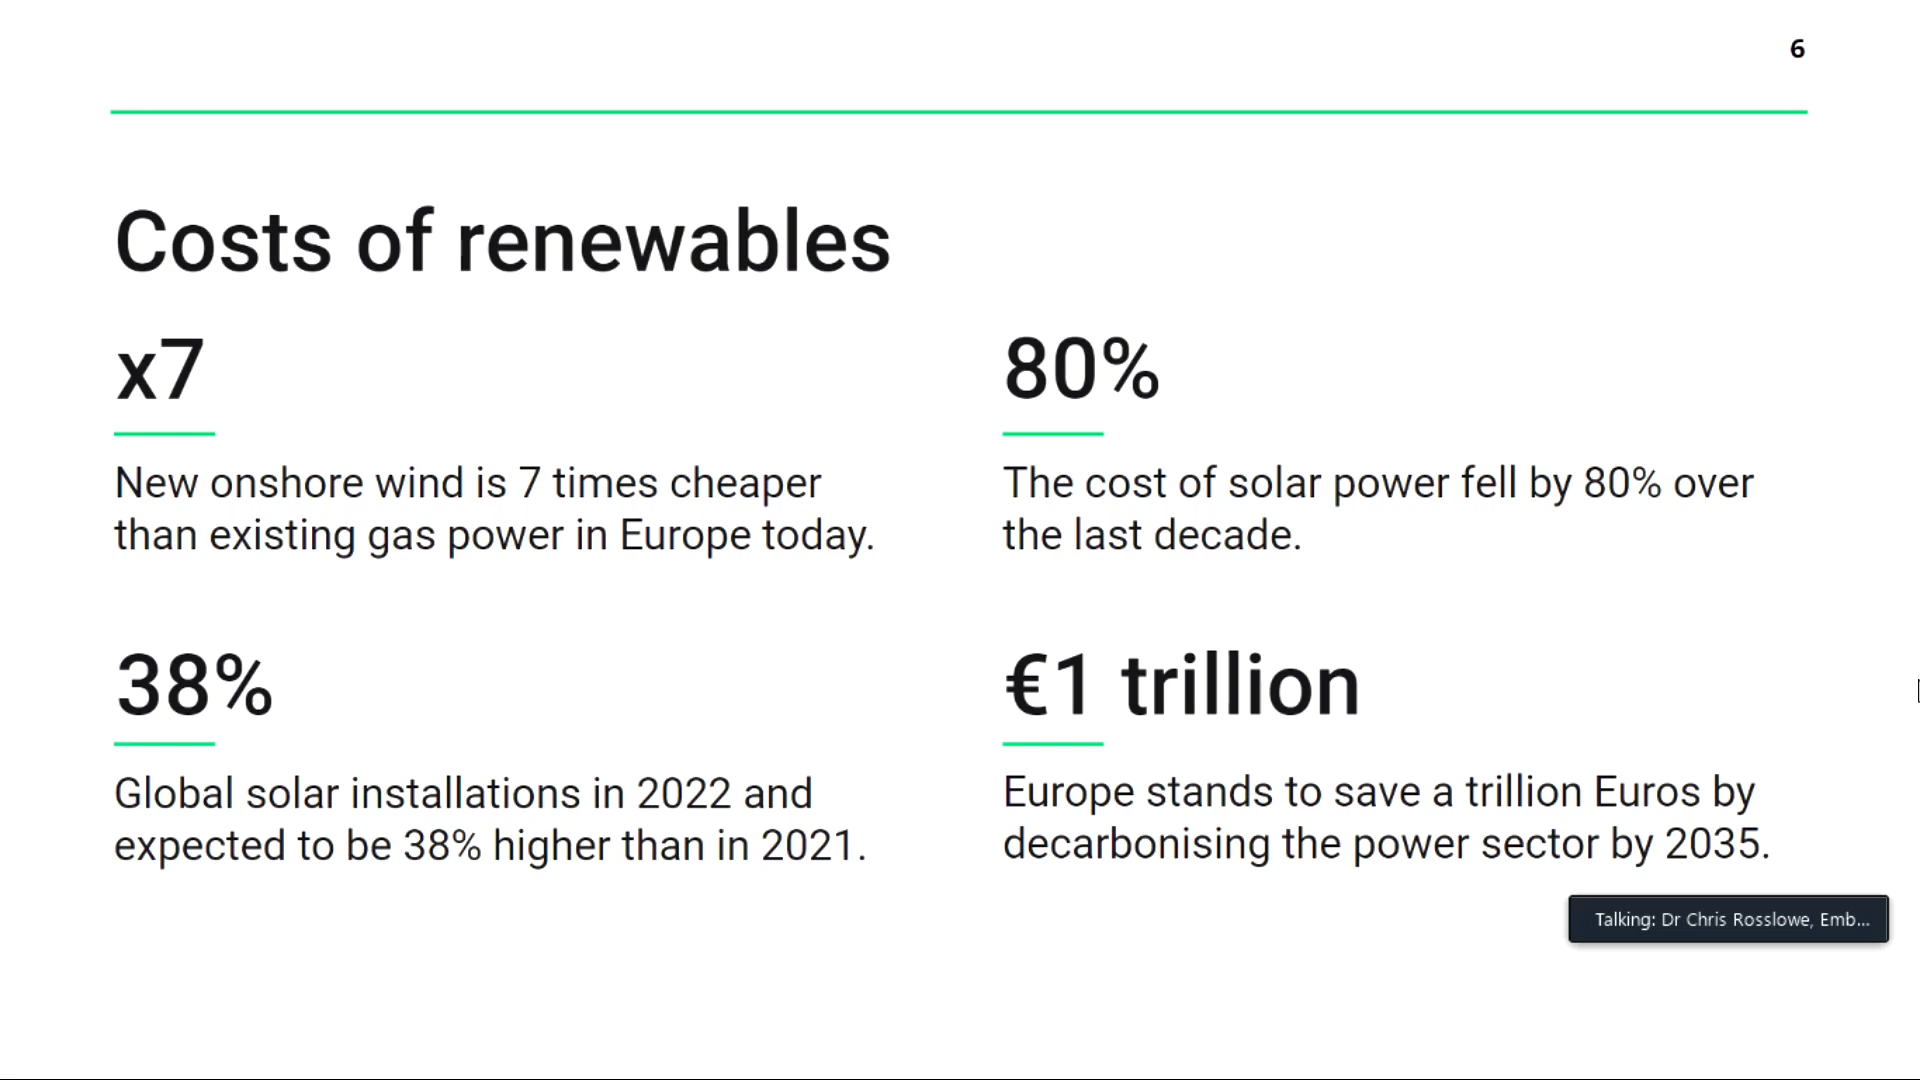 6
Costs of renewables
x7
New onshore wind is 7 times cheaper
than existing gas power in Europe today.
80%
The cost of solar power fell by 80% over
the last decade.
38%
Global solar installations in 2022 and
expected to be 38% higher than in 2021.
€1 trillion
Europe stands to save a trillion Euros by
decarbonising the power sector by 2035.
Talking: Dr Chris Rosslowe, Emb...